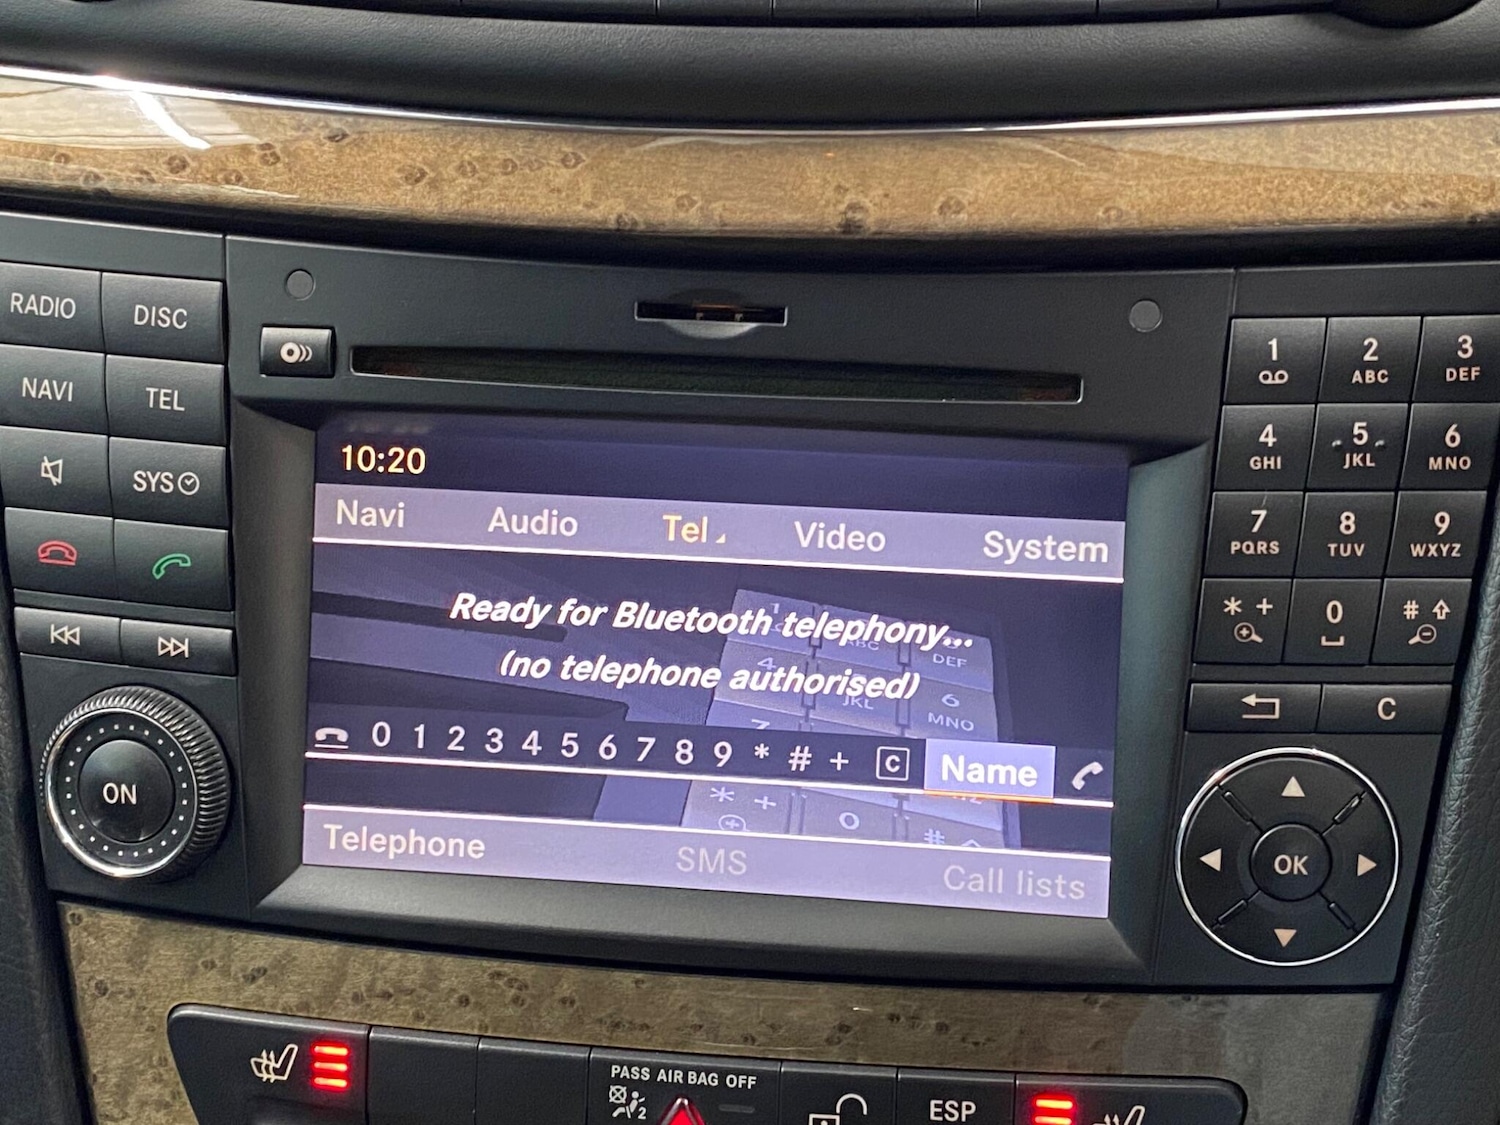 RADIO
DISC
NAVI
TEL
SYS
ON
10:20
Navi Audio Tel Video System
Ready for Bluetooth telephony...
(no telephone authorised)
0 1 2 3 4 5 6 7 8 9 * # + C Name
Telephone SMS Call lists
1
2 ABC
3 DEF
4 GHI
5 JKL
6 MNO
7 PQRS
8 TUV
9 WXYZ
* +
0
#
C
OK
PASS AIR BAG OFF
2
ESP